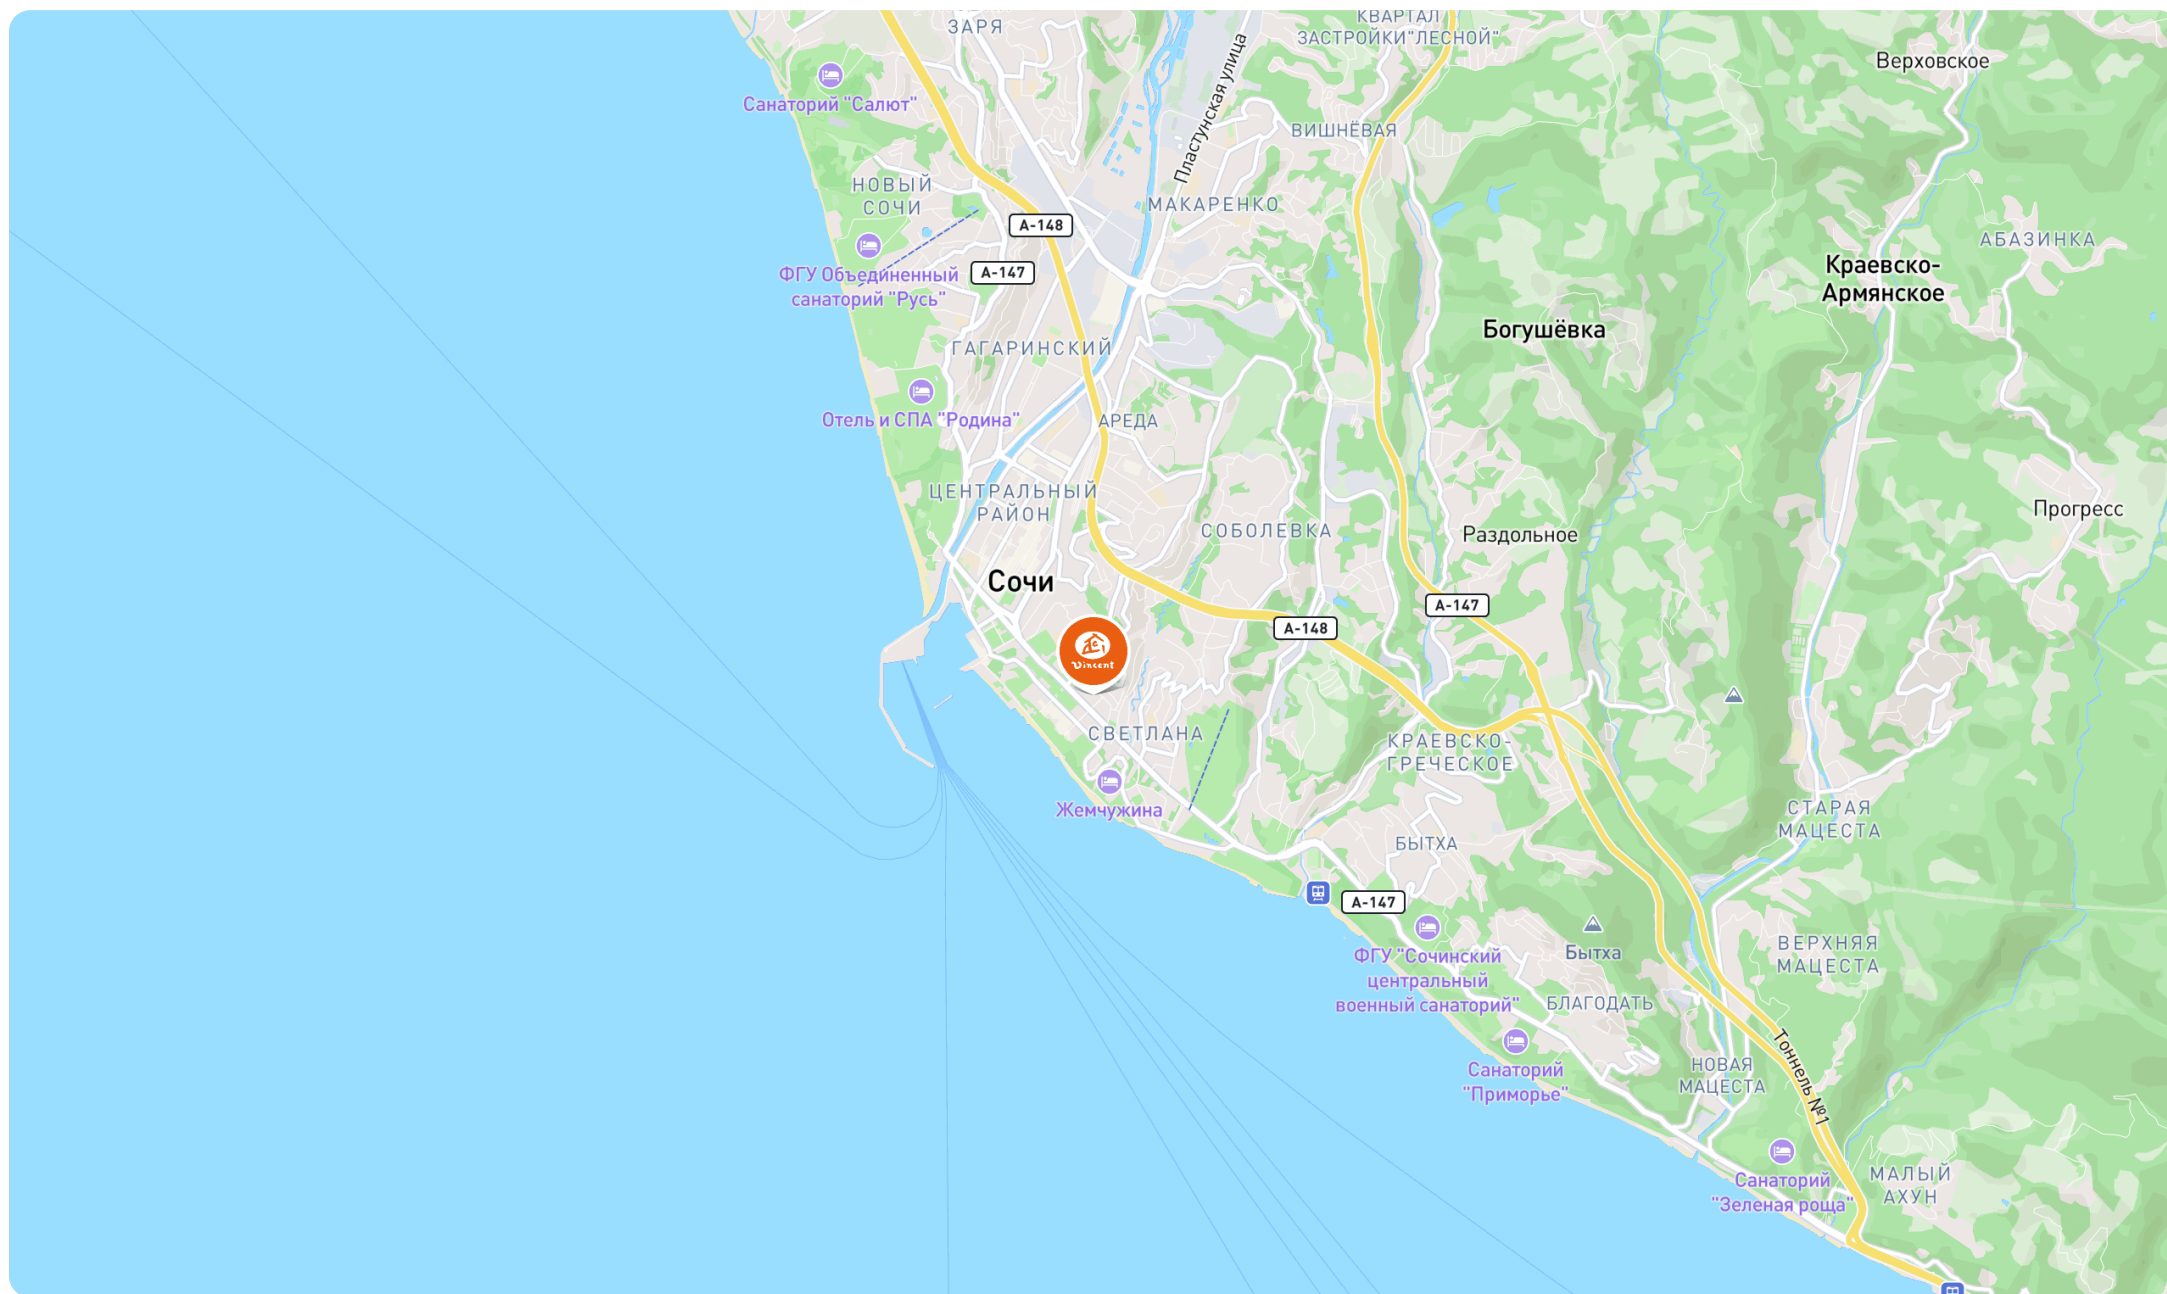 ЗАРЯ
КВАРТАЛ
ЗАСТРОЙКИ"ЛЕСНОЙ"
Верховское
Санаторий "Салют"
Пластунская улица
ВИШНЁВАЯ
НОВЫЙ
СОЧИ
МАКАРЕНКО
А-148
АБАЗИНКА
ФГУ Объединенный
санаторий "Русь"
А-147
Краевско-
Армянское
Богушёвка
ГАГАРИНСКИЙ
Отель и СПА "Родина"
АРЕДА
ЦЕНТРАЛЬНЫЙ
РАЙОН
Прогресс
СОБОЛЕВКА
Раздольное
Сочи
А-147
А-148
Vincent
СВЕТЛАНА
КРАЕВСКО-
ГРЕЧЕСКОЕ
Жемчужина
СТАРАЯ
МАЦЕСТА
БЫТХА
А-147
ФГУ "Сочинский
центральный
военный санаторий"
Бытха
ВЕРХНЯЯ
МАЦЕСТА
БЛАГОДАТЬ
Санаторий
"Приморье"
НОВАЯ
МАЦЕСТА
Тоннель №1
Санаторий
"Зеленая роща"
МАЛЫЙ
АХУН